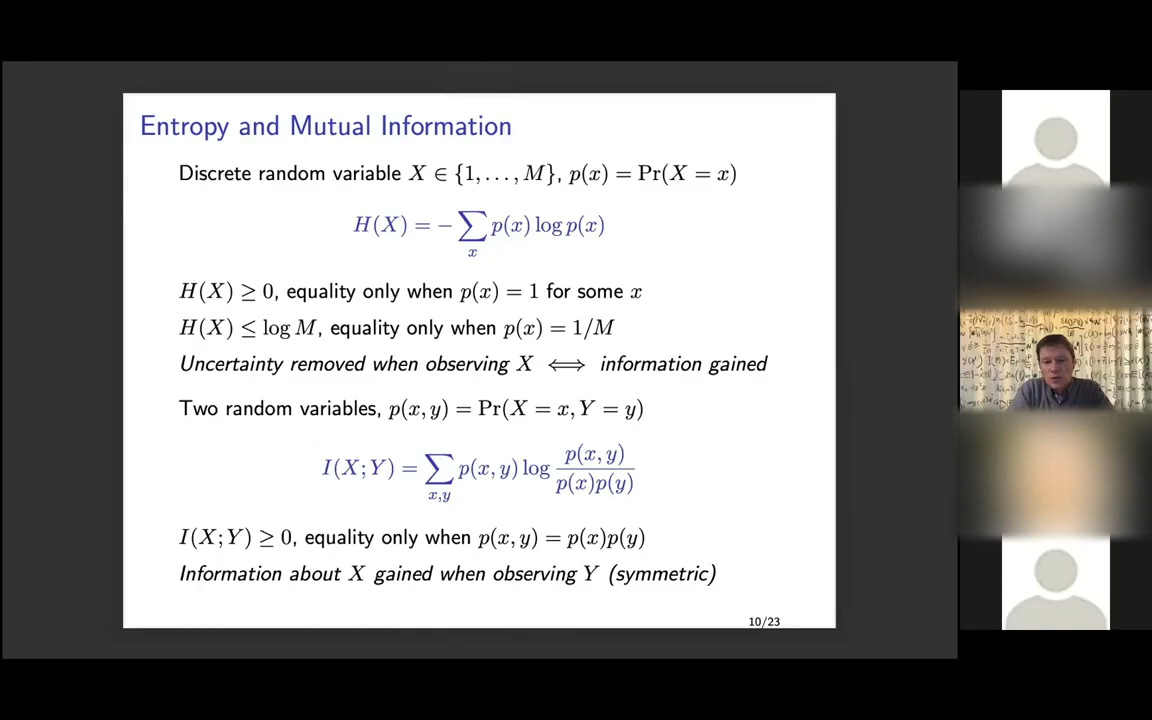 Entropy and Mutual Information
Discrete random variable X ∈ {1, . . . , M}, p(x) = Pr(X = x)
H(X) = − ∑_x p(x) log p(x)
H(X) ≥ 0, equality only when p(x) = 1 for some x
H(X) ≤ log M, equality only when p(x) = 1/M
Uncertainty removed when observing X ⟺ information gained
Two random variables, p(x, y) = Pr(X = x, Y = y)
I(X; Y) = ∑_{x,y} p(x, y) log p(x, y) / p(x)p(y)
I(X; Y) ≥ 0, equality only when p(x, y) = p(x)p(y)
Information about X gained when observing Y (symmetric)
10/23